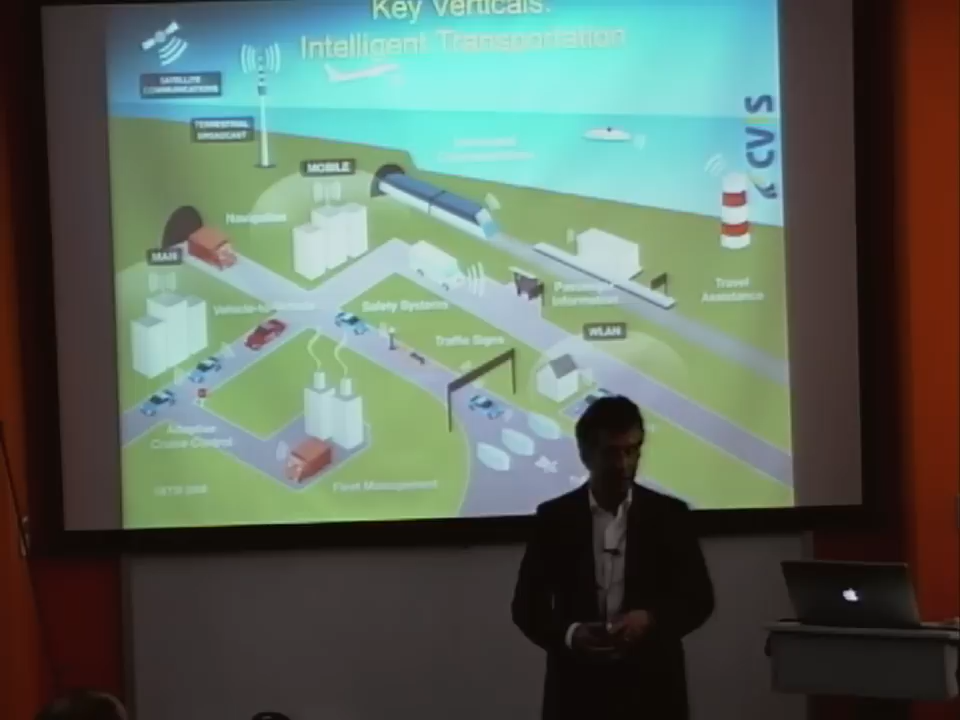 Key Verticals:
Intelligent Transportation
SATELLITE
COMMUNICATIONS
TERRESTRIAL
BROADCAST
MOBILE
CVIS
Navigation
MAN
Safety Systems
Passenger
Information
Travel
Assistance
Traffic Signs
WLAN
Adaptive
Cruise Control
Fleet Management